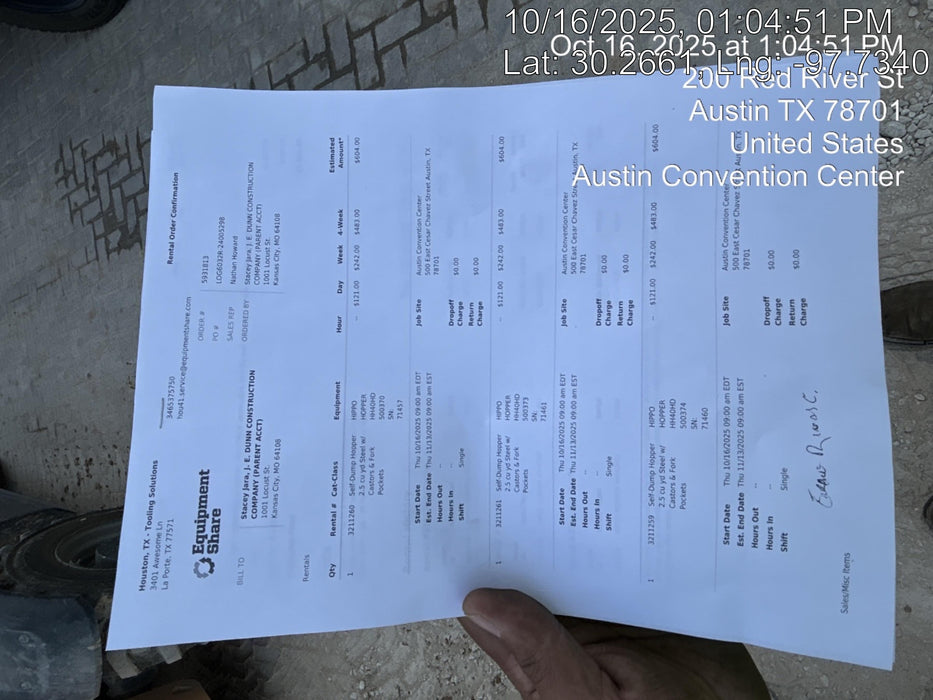 10/16/2025, 01:04:51 PM
Oct 16, 2025 at 1:04:51 PM
Lat: 30.2661, Lng: -97.7340
200 Red River St
Austin TX 78701
United States
Austin Convention Center
Houston, TX - Tooling Solutions
3401 Awesome Ln
La Porte, TX 77571
3465375750
hou41.service@equipmentshare.com
Rental Order Confirmation
Equipment
Share
ORDER # 5931813
PO # LOG6032R-24005298
SALES REP Nathan Howard
ORDERED BY Stacey Jara, J. E. DUNN CONSTRUCTION
COMPANY (PARENT ACCT)
1001 Locust St.
Kansas City, MO 64108
BILL TO
Stacey Jara, J. E. DUNN CONSTRUCTION
COMPANY (PARENT ACCT)
1001 Locust St.
Kansas City, MO 64108
Rentals
Qty Rental # Cat-Class Equipment Hour Day Week 4-Week Estimated
Amount*
1 3211260 Self-Dump Hopper HIPPO -- $121.00 $242.00 $483.00 $604.00
2.5 cu yd Steel w/ HOPPER
Castors & Fork HH40HD
Pockets 500370
SN:
71457
Start Date Thu 10/16/2025 09:00 am EDT Job Site Austin Convention Center
Est. End Date Thu 11/13/2025 09:00 am EST 500 East Cesar Chavez Street Austin, TX
78701
Hours Out --
Hours In --
Shift Single
Dropoff
Charge $0.00
Return
Charge $0.00
1 3211261 Self-Dump Hopper HIPPO -- $121.00 $242.00 $483.00 $604.00
2.5 cu yd Steel w/ HOPPER
Castors & Fork HH40HD
Pockets 500373
SN:
71461
Start Date Thu 10/16/2025 09:00 am EDT Job Site Austin Convention Center
Est. End Date Thu 11/13/2025 09:00 am EST 500 East Cesar Chavez Street Austin, TX
78701
Hours Out --
Hours In --
Shift Single
Dropoff
Charge $0.00
Return
Charge $0.00
1 3211259 Self-Dump Hopper HIPPO -- $121.00 $242.00 $483.00 $604.00
2.5 cu yd Steel w/ HOPPER
Castors & Fork HH40HD
Pockets 500374
SN:
71460
Start Date Thu 10/16/2025 09:00 am EDT Job Site Austin Convention Center
Est. End Date Thu 11/13/2025 09:00 am EST 500 East Cesar Chavez Street Austin, TX
78701
Hours Out --
Hours In --
Shift Single
Dropoff
Charge $0.00
Return
Charge $0.00
Sales/Misc Items